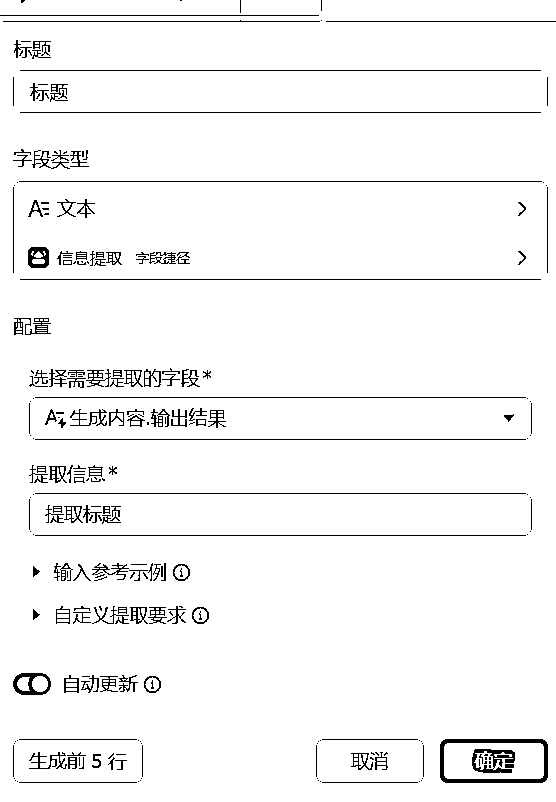 标题
标题
字段类型
文本
信息提取 字段捷径
配置
选择需要提取的字段*
生成内容.输出结果
提取信息*
提取标题
输入参考示例
自定义提取要求
自动更新
生成前 5 行 取消 确定